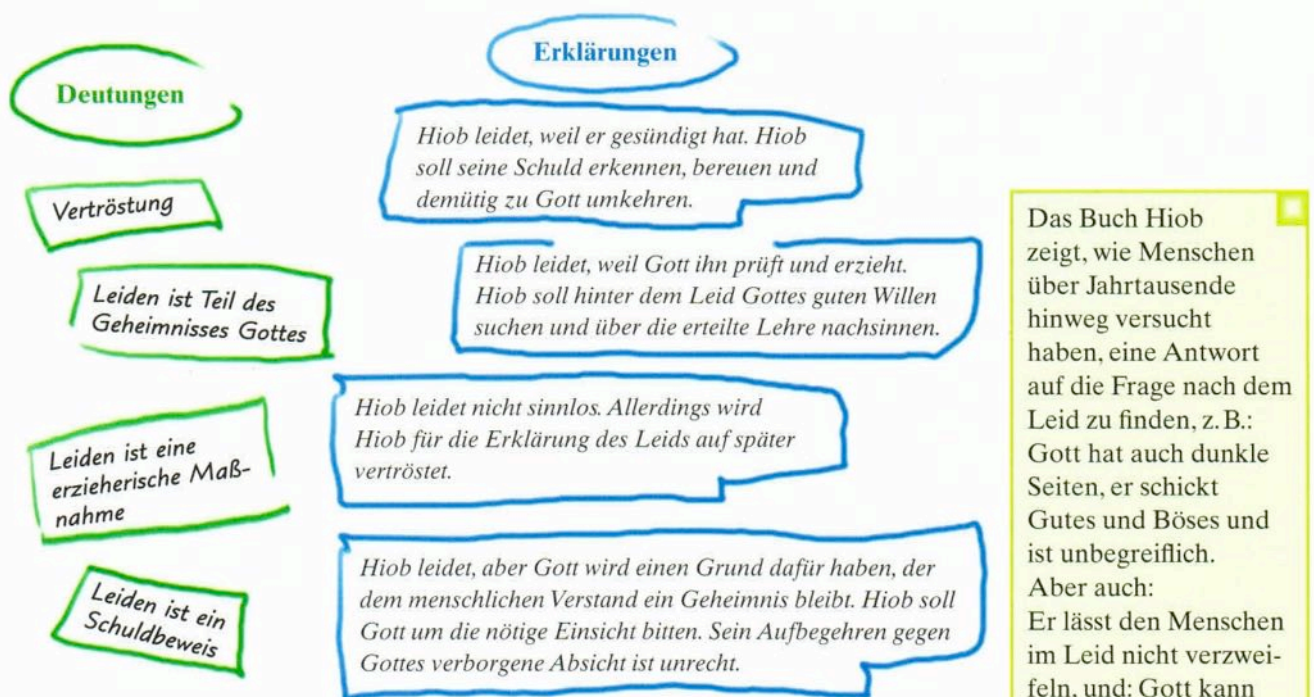 Erklärungen
Deutungen
Hiob leidet, weil er gesündigt hat. Hiob
soll seine Schuld erkennen, bereuen und
demütig zu Gott umkehren.
Vertröstung
Hiob leidet, weil Gott ihn prüft und erzieht.
Hiob soll hinter dem Leid Gottes guten Willen
suchen und über die erteilte Lehre nachsinnen.
Leiden ist Teil des
Geheimnisses Gottes
Hiob leidet nicht sinnlos. Allerdings wird
Hiob für die Erklärung des Leids auf später
vertröstet.
Leiden ist eine
erzieherische Maß-
nahme
Hiob leidet, aber Gott wird einen Grund dafür haben, der
dem menschlichen Verstand ein Geheimnis bleibt. Hiob soll
Gott um die nötige Einsicht bitten. Sein Aufbegehren gegen
Gottes verborgene Absicht ist unrecht.
Leiden ist ein
Schuldbeweis
Das Buch Hiob
zeigt, wie Menschen
über Jahrtausende
hinweg versucht
haben, eine Antwort
auf die Frage nach dem
Leid zu finden, z. B.:
Gott hat auch dunkle
Seiten, er schickt
Gutes und Böses und
ist unbegreiflich.
Aber auch:
Er lässt den Menschen
im Leid nicht verzwei-
feln, und: Gott kann